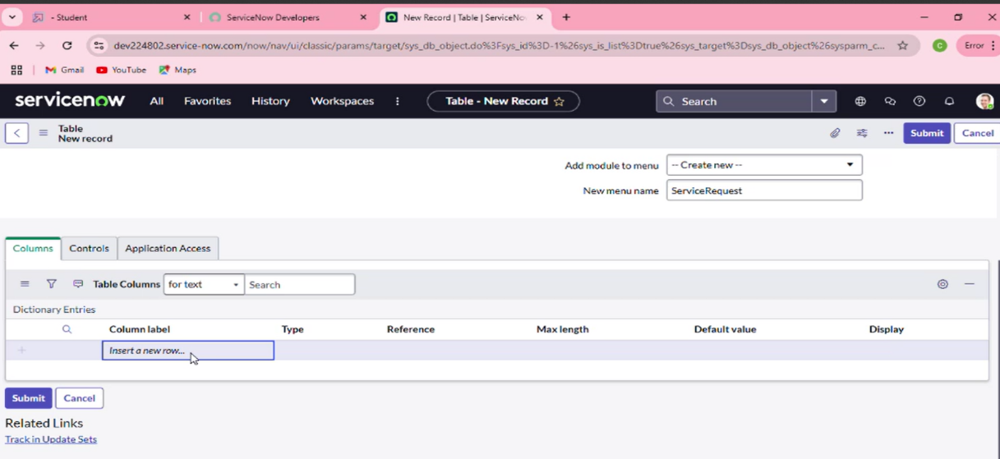 - Student
ServiceNow Developers
New Record | Table | ServiceNo
dev224802.service-now.com/now/nav/ui/classic/params/target/sys_db_object.do%3Fsys_id%3D-1%26sys_is_list%3Dtrue%26sys_target%3Dsys_db_object%26sysparm_c...
C
Error
Gmail YouTube Maps
servicenow All Favorites History Workspaces Table - New Record Search
Table
New record
Submit Cancel
Add module to menu -- Create new --
New menu name ServiceRequest
Columns Controls Application Access
Table Columns for text Search
Dictionary Entries
Column label Type Reference Max length Default value Display
Insert a new row...
Submit Cancel
Related Links
Track in Update Sets